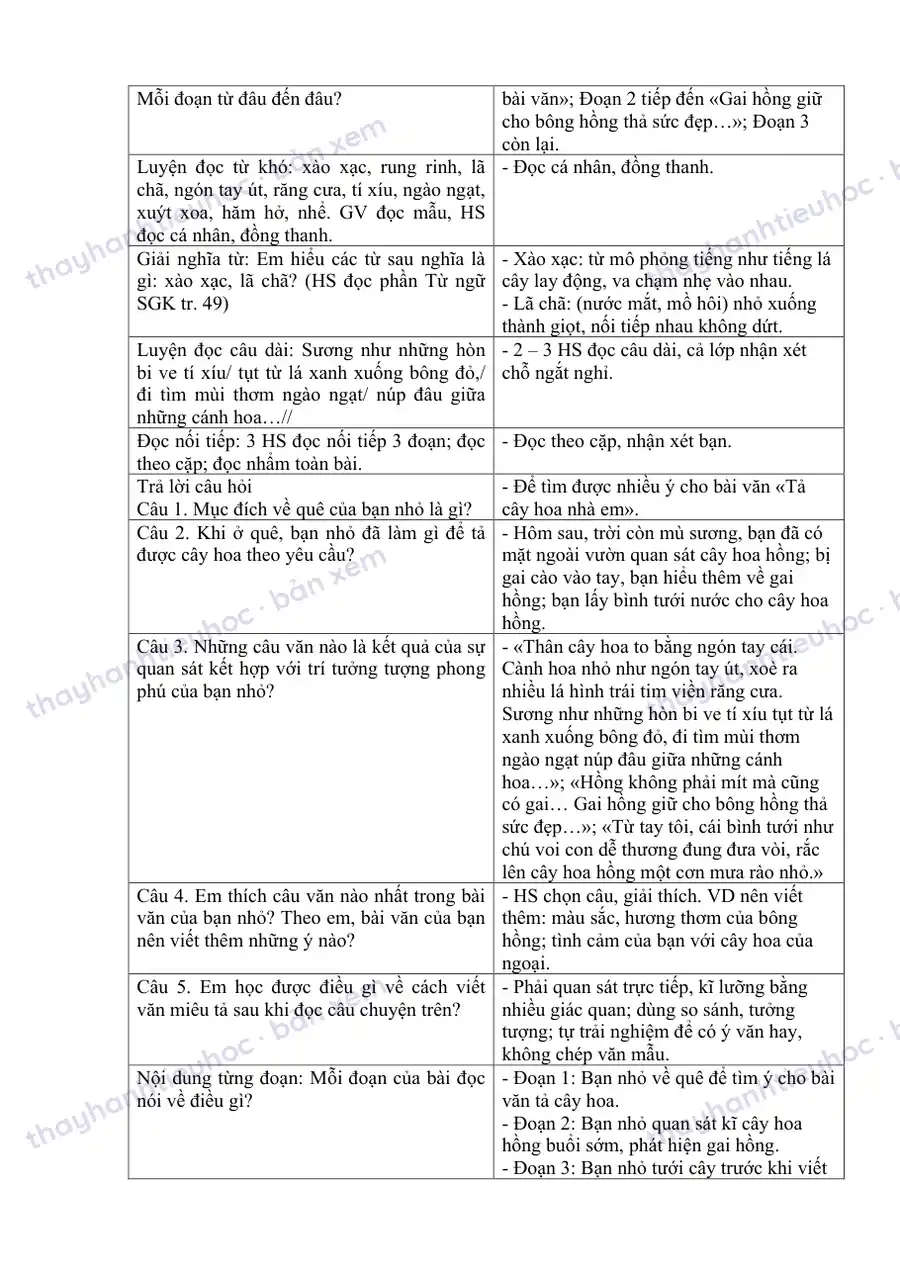 Mỗi đoạn từ đâu đến đâu?
bài văn»; Đoạn 2 tiếp đến «Gai hồng giữ
cho bông hồng thả sức đẹp…»; Đoạn 3
còn lại.
Luyện đọc từ khó: xào xạc, rung rinh, lã
chã, ngón tay út, răng cưa, tí xíu, ngào ngạt,
xuýt xoa, hăm hở, nhể. GV đọc mẫu, HS
đọc cá nhân, đồng thanh.
- Đọc cá nhân, đồng thanh.
Giải nghĩa từ: Em hiểu các từ sau nghĩa là
gì: xào xạc, lã chã? (HS đọc phần Từ ngữ
SGK tr. 49)
- Xào xạc: từ mô phỏng tiếng như tiếng lá
cây lay động, va chạm nhẹ vào nhau.
- Lã chã: (nước mắt, mồ hôi) nhỏ xuống
thành giọt, nối tiếp nhau không dứt.
Luyện đọc câu dài: Sương như những hòn
bi ve tí xíu/ tụt từ lá xanh xuống bông đỏ,/
đi tìm mùi thơm ngào ngạt/ núp đâu giữa
những cánh hoa…//
- 2 – 3 HS đọc câu dài, cả lớp nhận xét
chỗ ngắt nghỉ.
Đọc nối tiếp: 3 HS đọc nối tiếp 3 đoạn; đọc
theo cặp; đọc nhẩm toàn bài.
- Đọc theo cặp, nhận xét bạn.
Trả lời câu hỏi
Câu 1. Mục đích về quê của bạn nhỏ là gì?
- Để tìm được nhiều ý cho bài văn «Tả
cây hoa nhà em».
Câu 2. Khi ở quê, bạn nhỏ đã làm gì để tả
được cây hoa theo yêu cầu?
- Hôm sau, trời còn mù sương, bạn đã có
mặt ngoài vườn quan sát cây hoa hồng; bị
gai cào vào tay, bạn hiểu thêm về gai
hồng; bạn lấy bình tưới nước cho cây hoa
hồng.
Câu 3. Những câu văn nào là kết quả của sự
quan sát kết hợp với trí tưởng tượng phong
phú của bạn nhỏ?
- «Thân cây hoa to bằng ngón tay cái.
Cành hoa nhỏ như ngón tay út, xoè ra
nhiều lá hình trái tim viền răng cưa.
Sương như những hòn bi ve tí xíu tụt từ lá
xanh xuống bông đỏ, đi tìm mùi thơm
ngào ngạt núp đâu giữa những cánh
hoa…»; «Hồng không phải mít mà cũng
có gai… Gai hồng giữ cho bông hồng thả
sức đẹp…»; «Từ tay tôi, cái bình tưới như
chú voi con dễ thương đung đưa vòi, rắc
lên cây hoa hồng một cơn mưa rào nhỏ.»
Câu 4. Em thích câu văn nào nhất trong bài
văn của bạn nhỏ? Theo em, bài văn của bạn
nên viết thêm những ý nào?
- HS chọn câu, giải thích. VD nên viết
thêm: màu sắc, hương thơm của bông
hồng; tình cảm của bạn với cây hoa của
ngoại.
Câu 5. Em học được điều gì về cách viết
văn miêu tả sau khi đọc câu chuyện trên?
- Phải quan sát trực tiếp, kĩ lưỡng bằng
nhiều giác quan; dùng so sánh, tưởng
tượng; tự trải nghiệm để có ý văn hay,
không chép văn mẫu.
Nội dung từng đoạn: Mỗi đoạn của bài đọc
nói về điều gì?
- Đoạn 1: Bạn nhỏ về quê để tìm ý cho bài
văn tả cây hoa.
- Đoạn 2: Bạn nhỏ quan sát kĩ cây hoa
hồng buổi sớm, phát hiện gai hồng.
- Đoạn 3: Bạn nhỏ tưới cây trước khi viết
thayhanhtieuhoc · bản xem
thayhanhtieuhoc · b
thayhanhtieuhoc · bản xem
thayhanhtieuhoc · b
thayhanhtieuhoc · bản xem
thayhanhtieuhoc · b